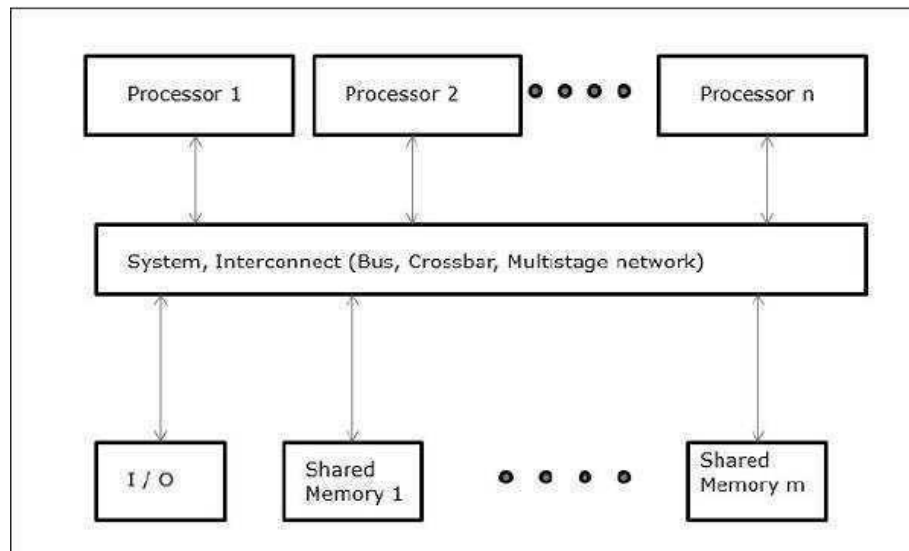 Processor 1
Processor 2
Processor n
System, Interconnect (Bus, Crossbar, Multistage network)
I / O
Shared
Memory 1
Shared
Memory m